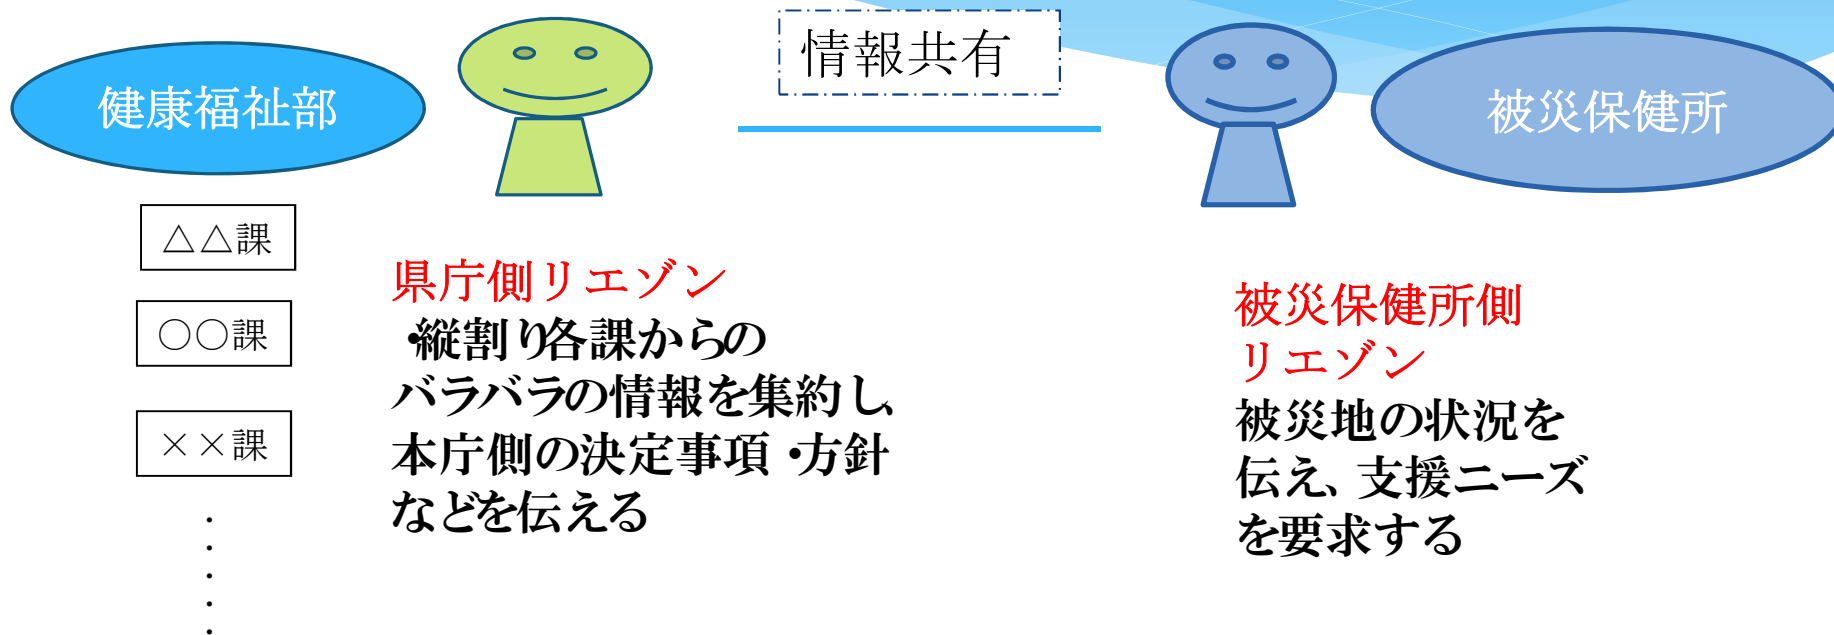 情報共有
健康福祉部
被災保健所
△△課
○○課
××課
・・・・・
県庁側リエゾン
・縦割り各課からの
バラバラの情報を集約し、
本庁側の決定事項・方針
などを伝える
被災保健所側
リエゾン
被災地の状況を
伝え、支援ニーズ
を要求する